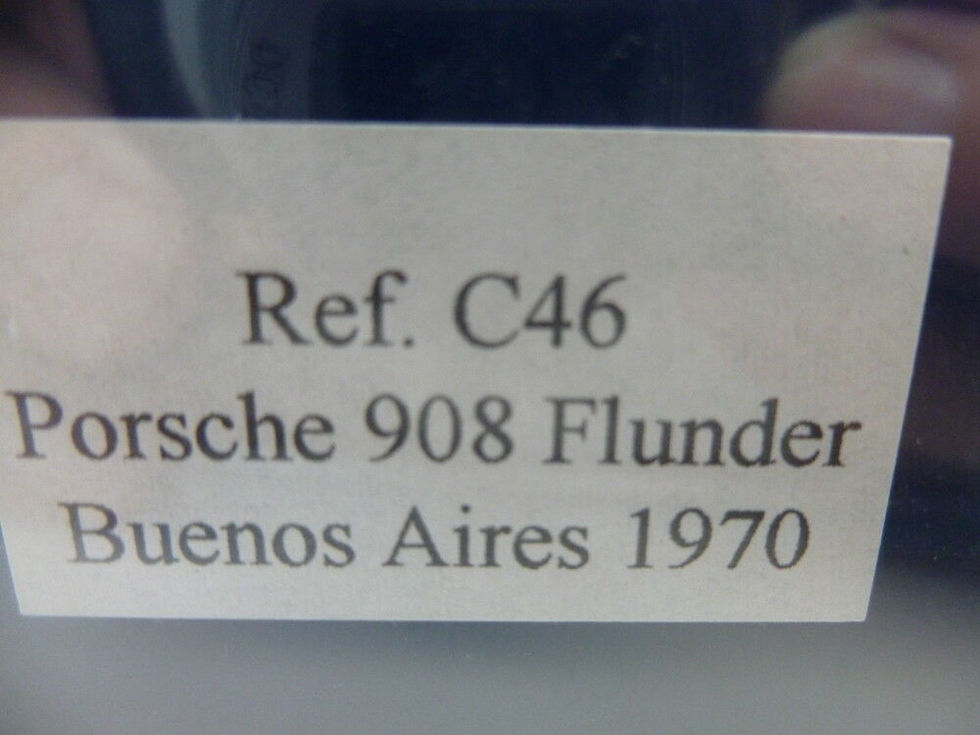 Ref. C46
Porsche 908 Flunder
Buenos Aires 1970